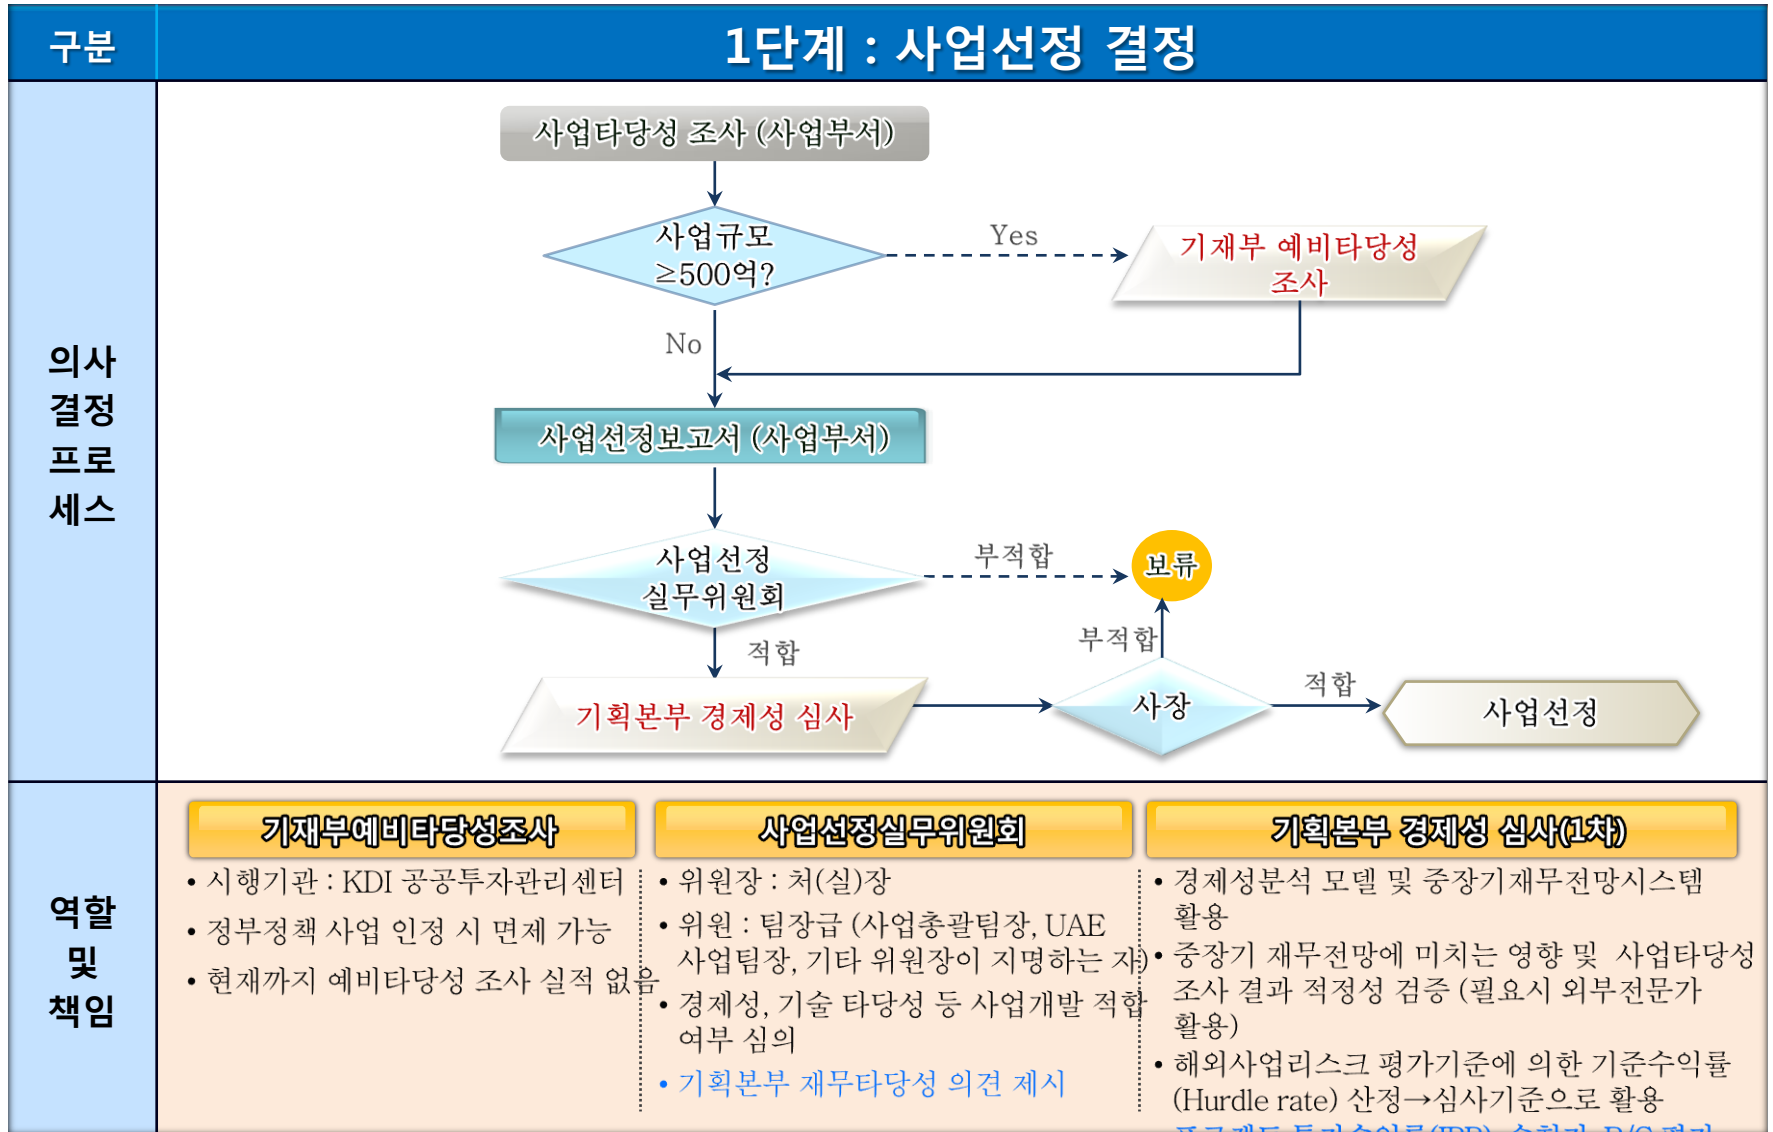 구분
1단계 : 사업선정 결정
의사
결정
프로
세스
사업타당성 조사 (사업부서)
사업규모
≥500억?
Yes
기재부 예비타당성
조사
No
사업선정보고서 (사업부서)
사업선정
실무위원회
부적합
보류
적합
부적합
기획본부 경제성 심사
사장
적합
사업선정
역할
및
책임
기재부예비타당성조사
• 시행기관 : KDI 공공투자관리센터
• 정부정책 사업 인정 시 면제 가능
• 현재까지 예비타당성 조사 실적 없음
사업선정실무위원회
• 위원장 : 처(실)장
• 위원 : 팀장급 (사업총괄팀장, UAE
사업팀장, 기타 위원장이 지명하는 자)
• 경제성, 기술 타당성 등 사업개발 적합
여부 심의
• 기획본부 재무타당성 의견 제시
기획본부 경제성 심사(1차)
• 경제성분석 모델 및 중장기재무전망시스템
활용
• 중장기 재무전망에 미치는 영향 및 사업타당성
조사 결과 적정성 검증 (필요시 외부전문가
활용)
• 해외사업리스크 평가기준에 의한 기준수익률
(Hurdle rate) 산정→심사기준으로 활용